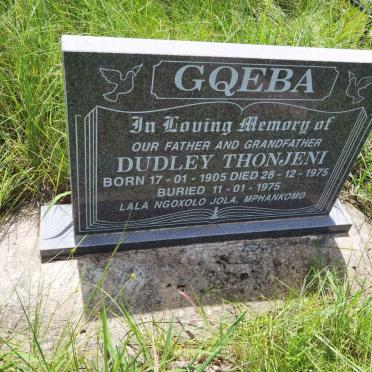 GQEBA
In Loving Memory of
OUR FATHER AND GRANDFATHER
DUDLEY THONJENI
BORN 17 - 01 - 1905 DIED 28 - 12 - 1975
BURIED 11 - 01 - 1975
LALA NGOXOLO JOLA, MPHANKOMO